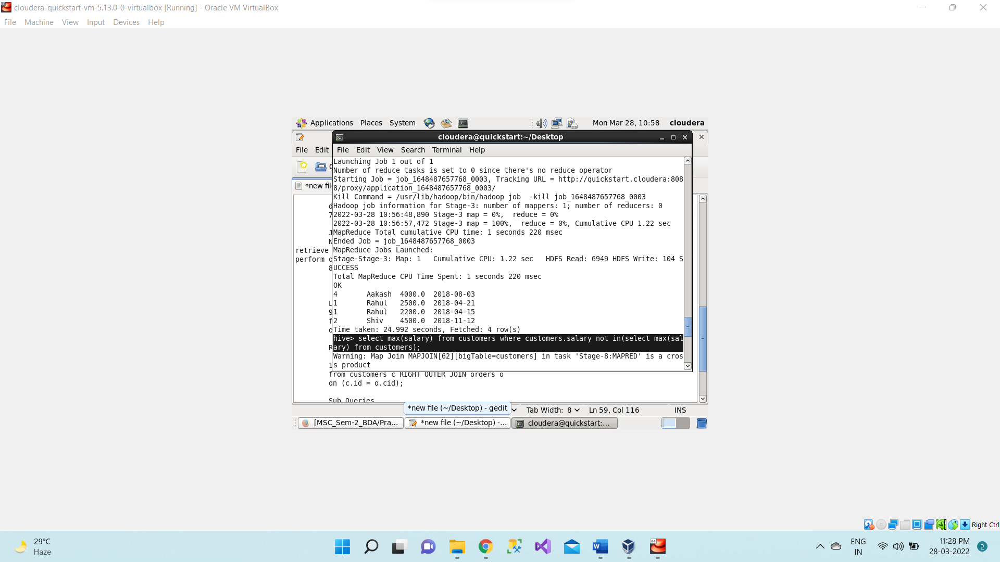 cloudera-quickstart-vm-5.13.0-0-virtualbox [Running] - Oracle VM VirtualBox
File Machine View Input Devices Help
Applications Places System Mon Mar 28, 10:58 cloudera
cloudera@quickstart:~/Desktop
File Edit
File Edit View Search Terminal Help
*new fil
Launching Job 1 out of 1
Number of reduce tasks is set to 0 since there's no reduce operator
Starting Job = job_1648487657768_0003, Tracking URL = http://quickstart.cloudera:808
8/proxy/application_1648487657768_0003/
Kill Command = /usr/lib/hadoop/bin/hadoop job  -kill job_1648487657768_0003
Hadoop job information for Stage-3: number of mappers: 1; number of reducers: 0
2022-03-28 10:56:48,890 Stage-3 map = 0%,  reduce = 0%
2022-03-28 10:56:57,472 Stage-3 map = 100%,  reduce = 0%, Cumulative CPU 1.22 sec
MapReduce Total cumulative CPU time: 1 seconds 220 msec
Ended Job = job_1648487657768_0003
MapReduce Jobs Launched:
Stage-Stage-3: Map: 1   Cumulative CPU: 1.22 sec   HDFS Read: 6949 HDFS Write: 104 S
UCCESS
Total MapReduce CPU Time Spent: 1 seconds 220 msec
OK
4 Aakash 4000.0 2018-08-03
1 Rahul 2500.0 2018-04-21
1 Rahul 2200.0 2018-04-15
2 Shiv 4500.0 2018-11-12
Time taken: 24.992 seconds, Fetched: 4 row(s)
hive> select max(salary) from customers where customers.salary not in(select max(sal
ary) from customers);
Warning: Map Join MAPJOIN[62][bigTable=customers] in task 'Stage-8:MAPRED' is a cros
s product
retrieve
perform
from customers c RIGHT OUTER JOIN orders o
on (c.id = o.cid);
Sub Queries
*new file (~/Desktop) - gedit
Tab Width: 8 Ln 59, Col 116 INS
[MSC_Sem-2_BDA/Pra... *new file (~/Desktop) -... cloudera@quickstart:...
Right Ctrl
29°C
Haze
ENG
IN
11:28 PM
28-03-2022
2